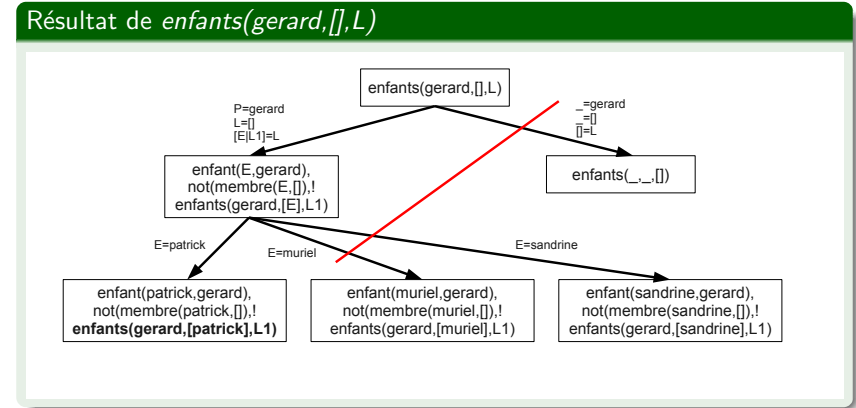 Résultat de enfants(gerard,[],L)
enfants(gerard,[],L)
P=gerard
L=[]
[E|L1]=L
_=gerard
_=[]
[]=L
enfant(E,gerard),
not(membre(E,[]),!
enfants(gerard,[E],L1)
enfants(_,_,[])
E=patrick
E=muriel
E=sandrine
enfant(patrick,gerard),
not(membre(patrick,[]),!
enfants(gerard,[patrick],L1)
enfant(muriel,gerard),
not(membre(muriel,[]),!
enfants(gerard,[muriel],L1)
enfant(sandrine,gerard),
not(membre(sandrine,[]),!
enfants(gerard,[sandrine],L1)